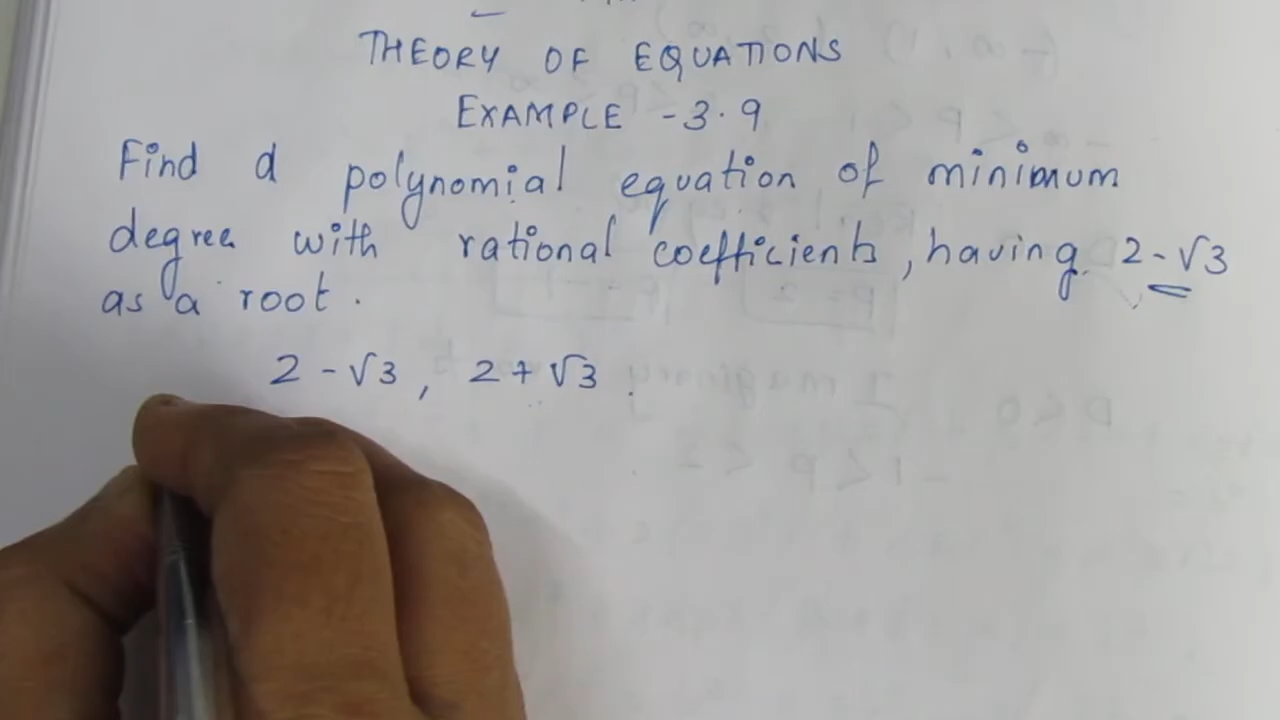 THEORY OF EQUATIONS
EXAMPLE - 3.9
Find a polynomial equation of minimum
degree with rational coefficients, having 2-√3
as a root.
2 - √3, 2 + √3.